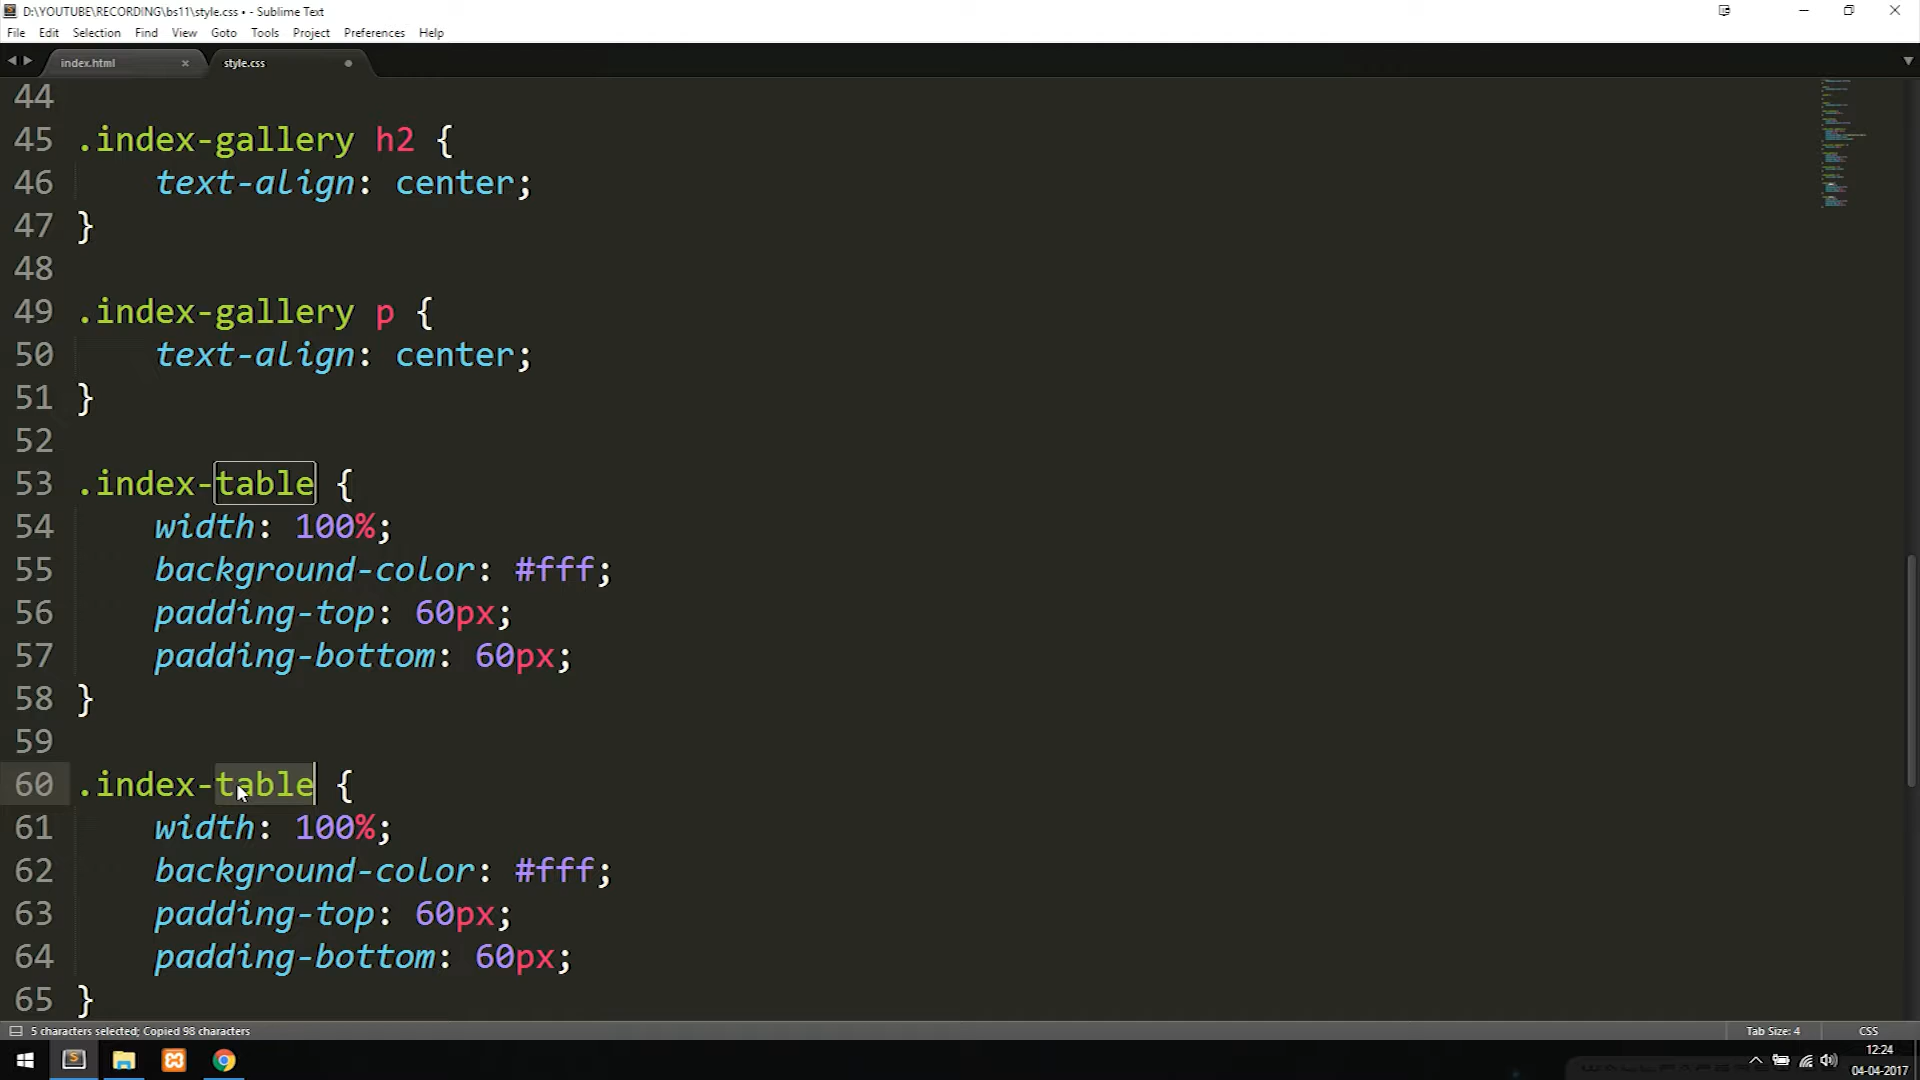 D:\YOUTUBE\RECORDING\bs11\style.css • - Sublime Text
File Edit Selection Find View Goto Tools Project Preferences Help
index.html × style.css
44
45 .index-gallery h2 {
46 text-align: center;
47 }
48
49 .index-gallery p {
50 text-align: center;
51 }
52
53 .index-table {
54 width: 100%;
55 background-color: #fff;
56 padding-top: 60px;
57 padding-bottom: 60px;
58 }
59
60 .index-table {
61 width: 100%;
62 background-color: #fff;
63 padding-top: 60px;
64 padding-bottom: 60px;
65 }
5 characters selected; Copied 98 characters Tab Size: 4 CSS
12:24
04-04-2017